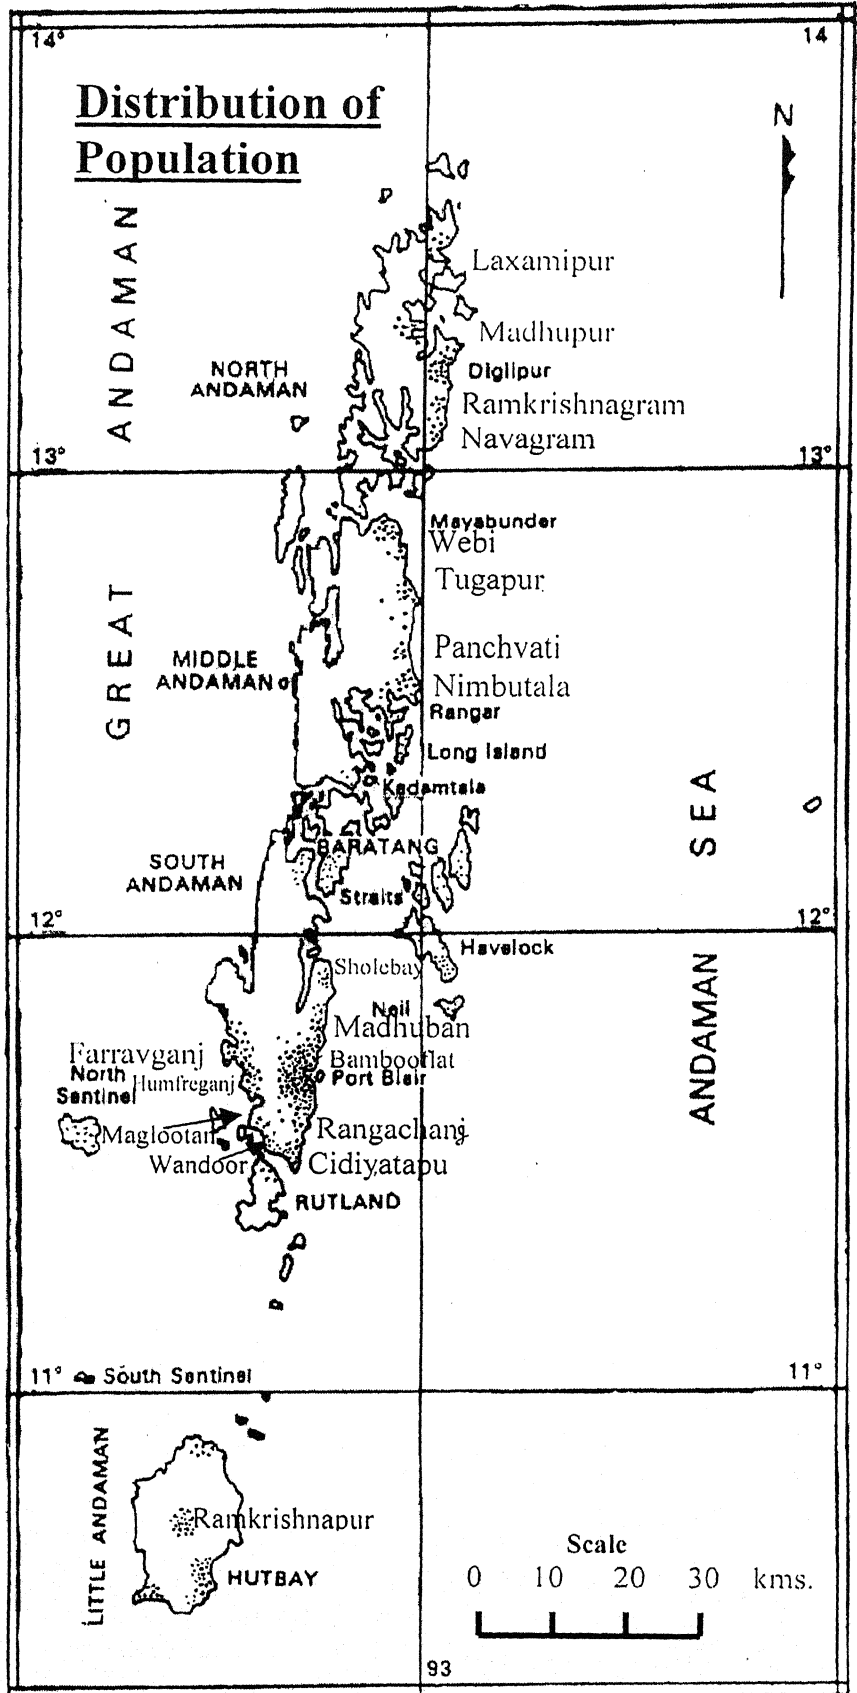 14°
14
Distribution of
Population
N
GREAT ANDAMAN
Laxamipur
Madhupur
NORTH
ANDAMAN
Diglipur
Ramkrishnagram
Navagram
13°
13°
Mayabunder
Webi
Tugapur
Panchvati
MIDDLE
ANDAMAN
Nimbutala
Rangar
Long Island
Kadamtala
ANDAMAN SEA
BARATANG
SOUTH
ANDAMAN
Straits
12°
12°
Havelock
Sholebay
Neil
Madhuban
Farravganj
Bambooflat
North
Sentinel
Humfreganj
Port Blair
Maglootan
Rangachanj
Wandoor
Cidiyatapu
RUTLAND
11°
11°
South Sentinel
LITTLE ANDAMAN
Ramkrishnapur
HUTBAY
Scale
0 10 20 30 kms.
93